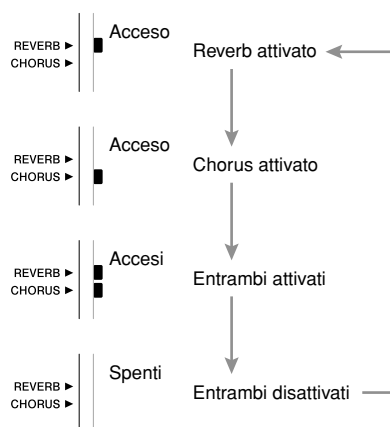 Acceso
REVERB ► Reverb attivato
CHORUS ►
Acceso
REVERB ► Chorus attivato
CHORUS ►
Accesi
REVERB ► Entrambi attivati
CHORUS ►
Spenti
REVERB ► Entrambi disattivati
CHORUS ►